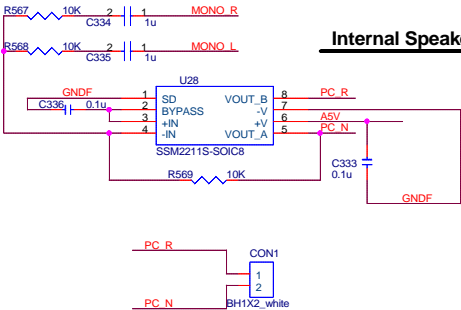 R567 10K 2 1 MONO_R
C334 1u
R568 10K 2 1 MONO_L
C335 1u
Internal Speake
U28
GNDF 1 SD VOUT_B 8 PC_R
C336 0.1u 2 BYPASS -V 7
3 +IN +V 6 A5V
4 -IN VOUT_A 5 PC_N
SSM2211S-SOIC8
C333
0.1u
R569 10K
GNDF
PC_R
CON1
1
2
PC_N BH1X2_white